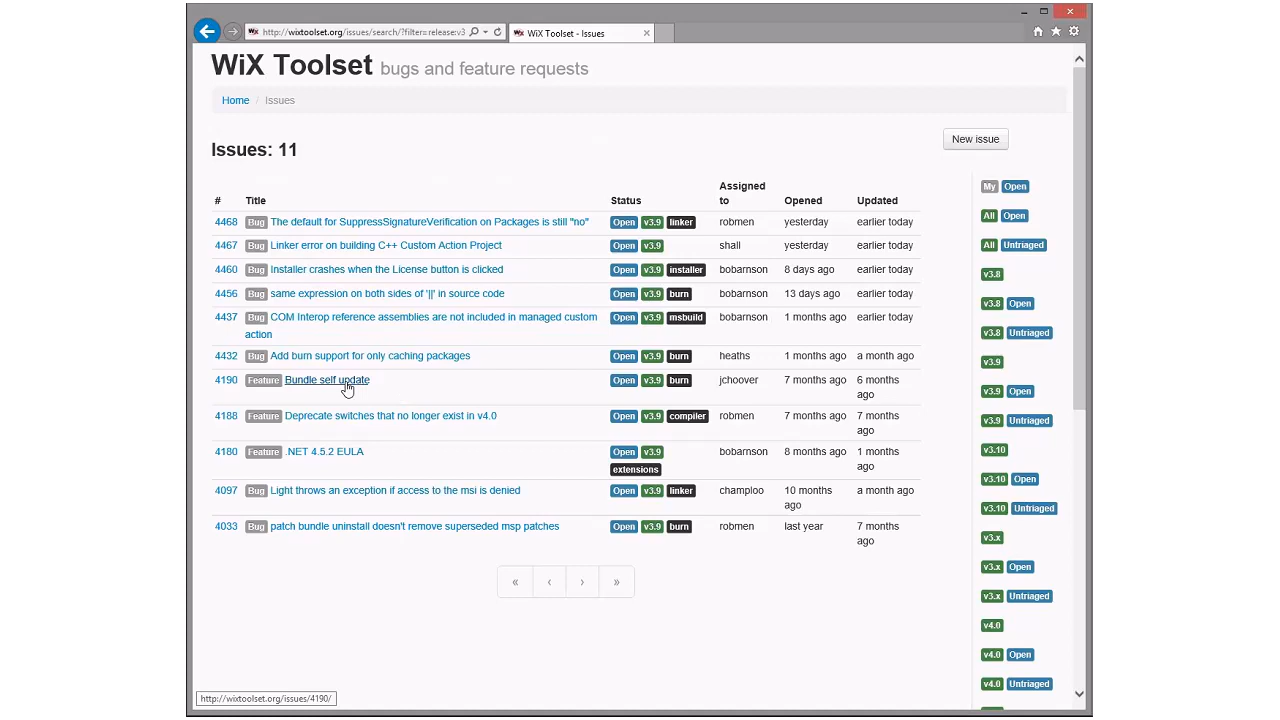 http://wixtoolset.org/issues/search/?filter=release:v3
WiX Toolset - Issues
WiX Toolset bugs and feature requests
Home / Issues
Issues: 11
New issue
# Title Status Assigned to Opened Updated
4468 Bug The default for SuppressSignatureVerification on Packages is still "no" Open v3.9 linker robmen yesterday earlier today
4467 Bug Linker error on building C++ Custom Action Project Open v3.9 shall yesterday earlier today
4460 Bug Installer crashes when the License button is clicked Open v3.9 installer bobarnson 8 days ago earlier today
4456 Bug same expression on both sides of '||' in source code Open v3.9 burn bobarnson 13 days ago earlier today
4437 Bug COM Interop reference assemblies are not included in managed custom Open v3.9 msbuild bobarnson 1 months ago earlier today
action
4432 Bug Add burn support for only caching packages Open v3.9 burn heaths 1 months ago a month ago
4190 Feature Bundle self update Open v3.9 burn jchoover 7 months ago 6 months
ago
4188 Feature Deprecate switches that no longer exist in v4.0 Open v3.9 compiler robmen 7 months ago 7 months
ago
4180 Feature .NET 4.5.2 EULA Open v3.9 bobarnson 8 months ago 1 months
extensions ago
4097 Bug Light throws an exception if access to the msi is denied Open v3.9 linker champloo 10 months a month ago
ago
4033 Bug patch bundle uninstall doesn't remove superseded msp patches Open v3.9 burn robmen last year 7 months
ago
« ‹ › »
My Open
All Open
All Untriaged
v3.8
v3.8 Open
v3.8 Untriaged
v3.9
v3.9 Open
v3.9 Untriaged
v3.10
v3.10 Open
v3.10 Untriaged
v3.x
v3.x Open
v3.x Untriaged
v4.0
v4.0 Open
v4.0 Untriaged
http://wixtoolset.org/issues/4190/